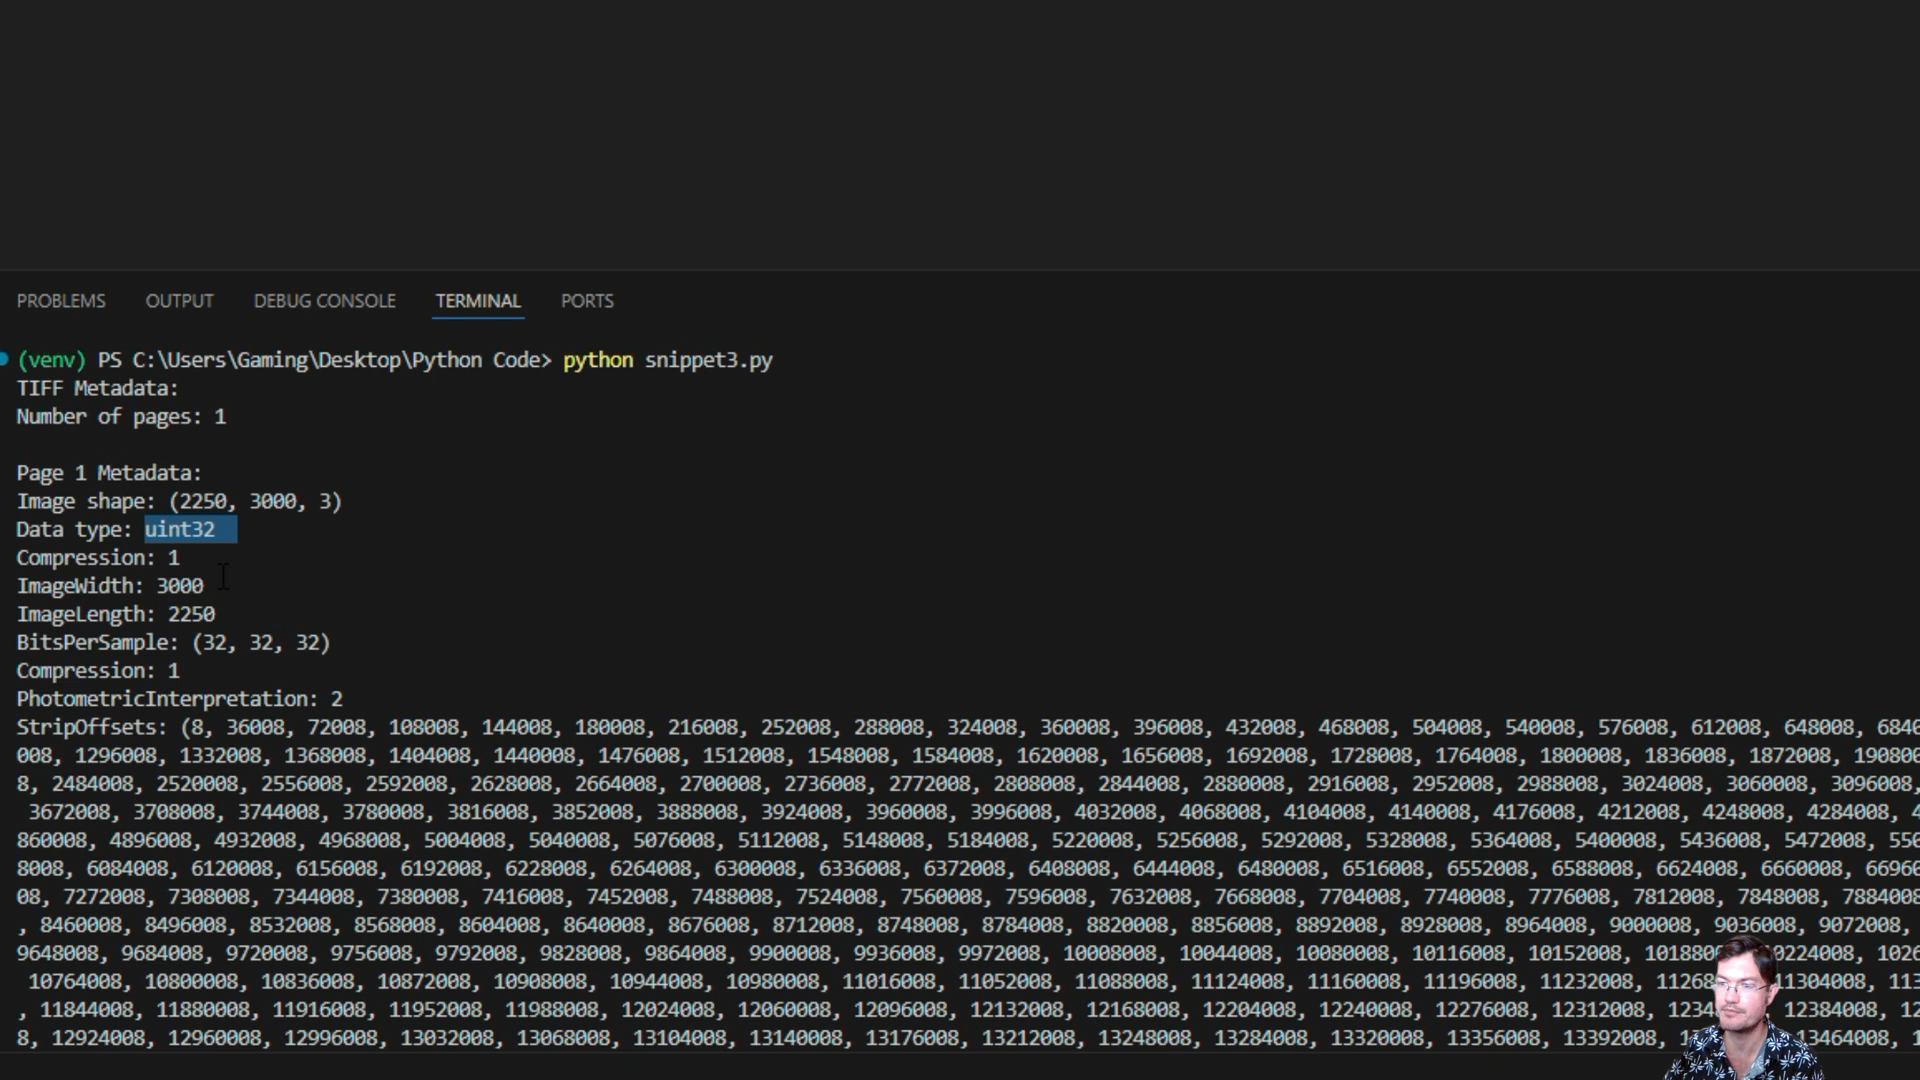 PROBLEMS OUTPUT DEBUG CONSOLE TERMINAL PORTS
(venv) PS C:\Users\Gaming\Desktop\Python Code> python snippet3.py
TIFF Metadata:
Number of pages: 1
Page 1 Metadata:
Image shape: (2250, 3000, 3)
Data type: uint32
Compression: 1
ImageWidth: 3000
ImageLength: 2250
BitsPerSample: (32, 32, 32)
Compression: 1
PhotometricInterpretation: 2
StripOffsets: (8, 36008, 72008, 108008, 144008, 180008, 216008, 252008, 288008, 324008, 360008, 396008, 432008, 468008, 504008, 540008, 576008, 612008, 648008,
008, 1296008, 1332008, 1368008, 1404008, 1440008, 1476008, 1512008, 1548008, 1584008, 1620008, 1656008, 1692008, 1728008, 1764008, 1800008, 1836008, 1872008,
8, 2484008, 2520008, 2556008, 2592008, 2628008, 2664008, 2700008, 2736008, 2772008, 2808008, 2844008, 2880008, 2916008, 2952008, 2988008, 3024008, 3060008, 3096008,
3672008, 3708008, 3744008, 3780008, 3816008, 3852008, 3888008, 3924008, 3960008, 3996008, 4032008, 4068008, 4104008, 4140008, 4176008, 4212008, 4248008, 4284008,
860008, 4896008, 4932008, 4968008, 5004008, 5040008, 5076008, 5112008, 5148008, 5184008, 5220008, 5256008, 5292008, 5328008, 5364008, 5400008, 5436008, 5472008,
8008, 6084008, 6120008, 6156008, 6192008, 6228008, 6264008, 6300008, 6336008, 6372008, 6408008, 6444008, 6480008, 6516008, 6552008, 6588008, 6624008, 6660008,
08, 7272008, 7308008, 7344008, 7380008, 7416008, 7452008, 7488008, 7524008, 7560008, 7596008, 7632008, 7668008, 7704008, 7740008, 7776008, 7812008, 7848008,
, 8460008, 8496008, 8532008, 8568008, 8604008, 8640008, 8676008, 8712008, 8748008, 8784008, 8820008, 8856008, 8892008, 8928008, 8964008, 9000008, 9036008, 9072008,
9648008, 9684008, 9720008, 9756008, 9792008, 9828008, 9864008, 9900008, 9936008, 9972008, 10008008, 10044008, 10080008, 10116008, 10152008,
10764008, 10800008, 10836008, 10872008, 10908008, 10944008, 10980008, 11016008, 11052008, 11088008, 11124008, 11160008, 11196008, 11232008,
, 11844008, 11880008, 11916008, 11952008, 11988008, 12024008, 12060008, 12096008, 12132008, 12168008, 12204008, 12240008, 12276008, 12312008, 12384008,
8, 12924008, 12960008, 12996008, 13032008, 13068008, 13104008, 13140008, 13176008, 13212008, 13248008, 13284008, 13320008, 13356008, 13392008,